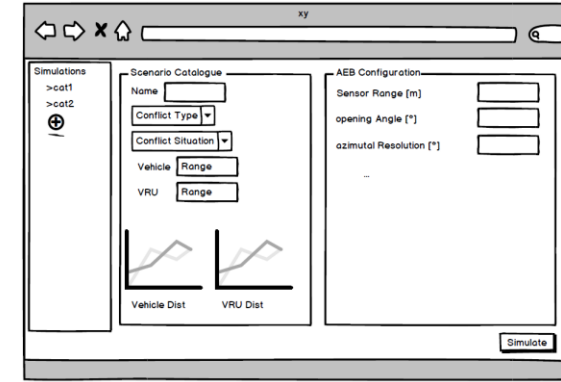 xy
Simulations
>cat1
>cat2
Scenario Catalogue
Name
Conflict Type
Conflict Situation
Vehicle Range
VRU Range
Vehicle Dist VRU Dist
AEB Configuration
Sensor Range [m]
opening Angle [°]
azimutal Resolution [°]
...
Simulate